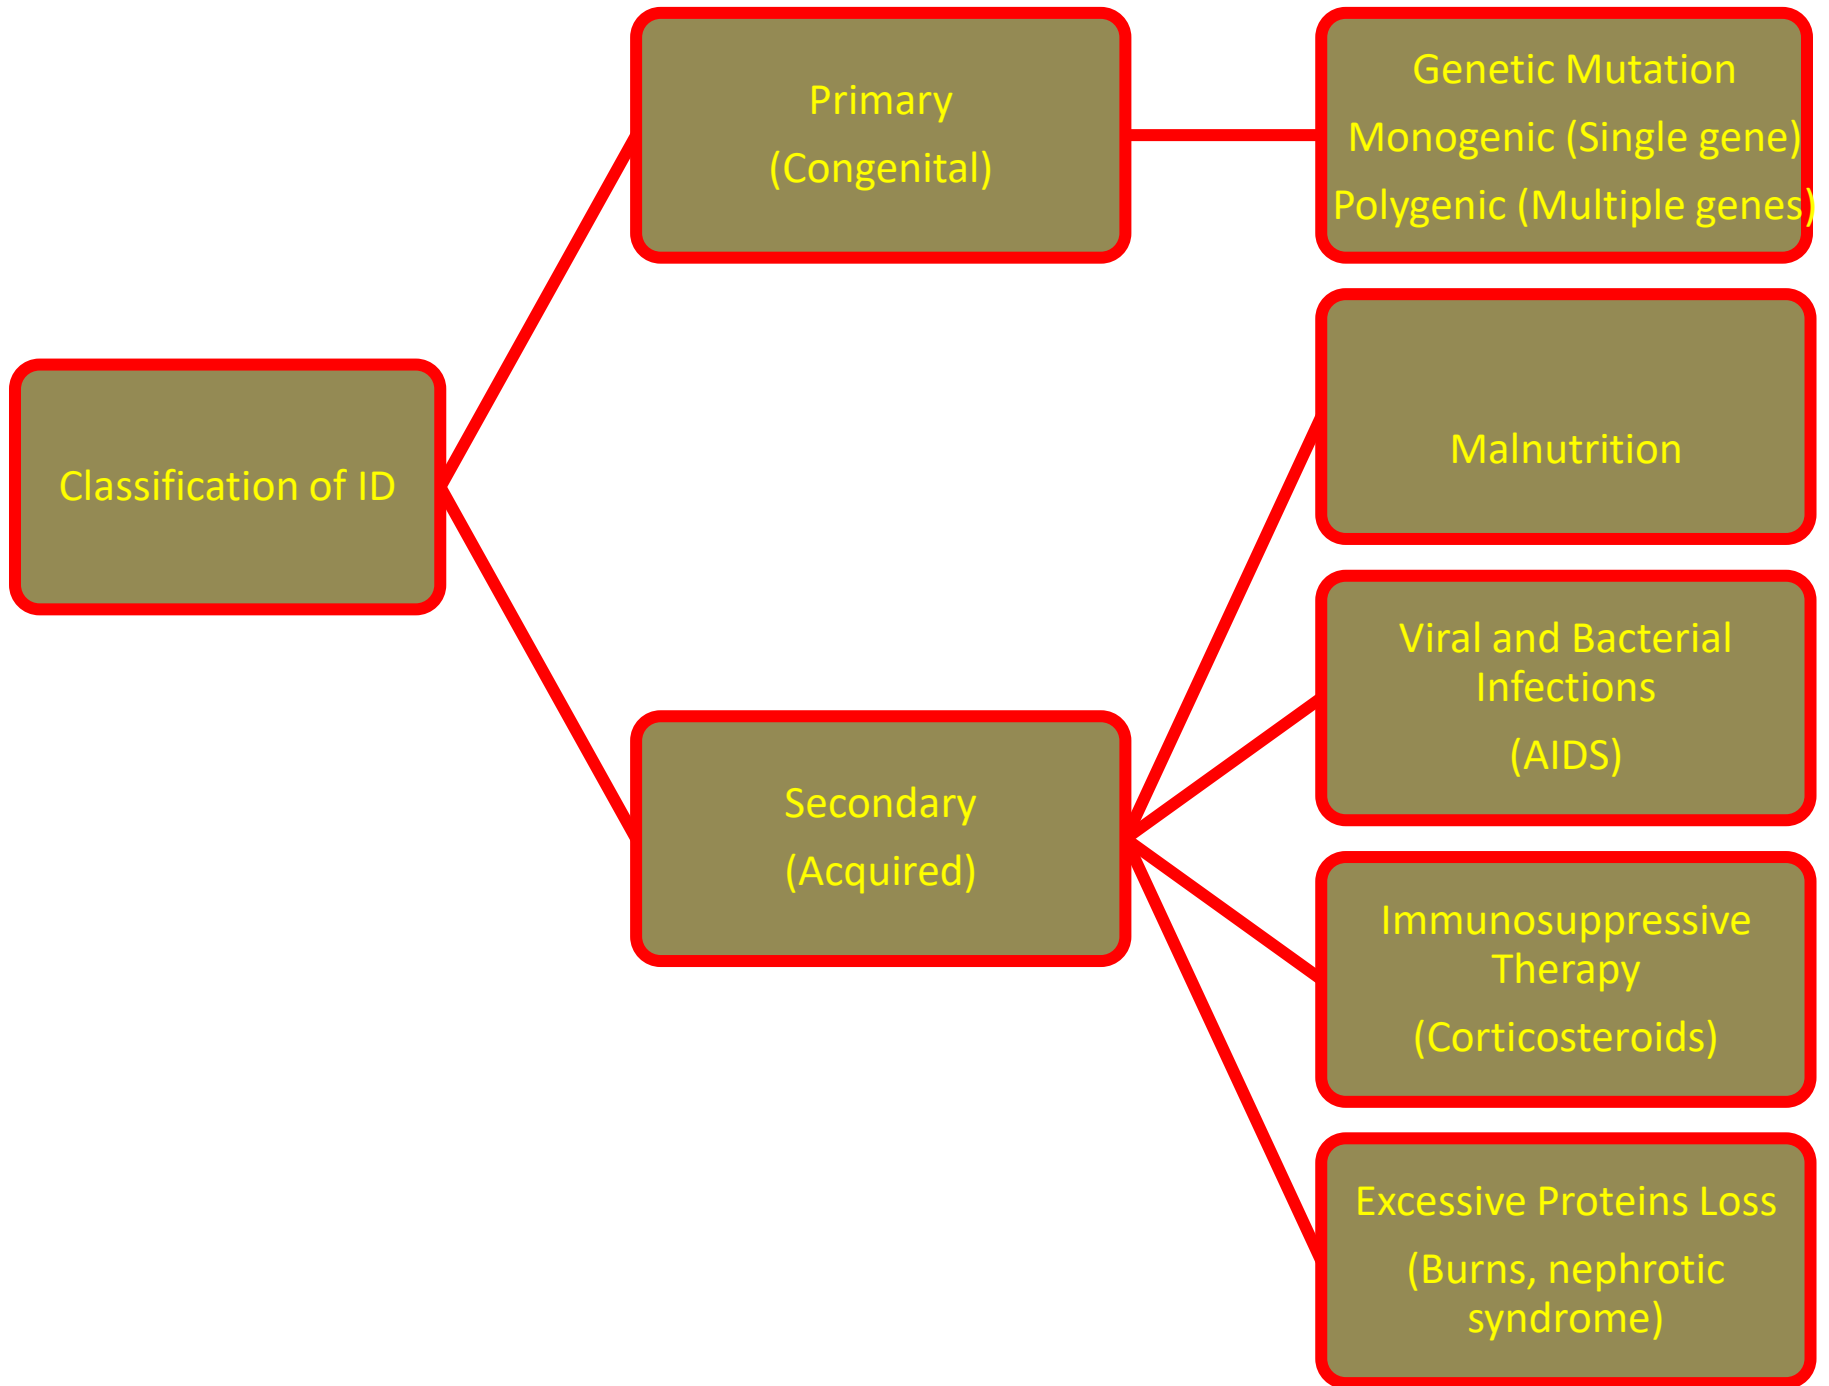 Classification of ID
Primary
(Congenital)
Genetic Mutation
Monogenic (Single gene)
Polygenic (Multiple genes)
Secondary
(Acquired)
Malnutrition
Viral and Bacterial
Infections
(AIDS)
Immunosuppressive
Therapy
(Corticosteroids)
Excessive Proteins Loss
(Burns, nephrotic
syndrome)